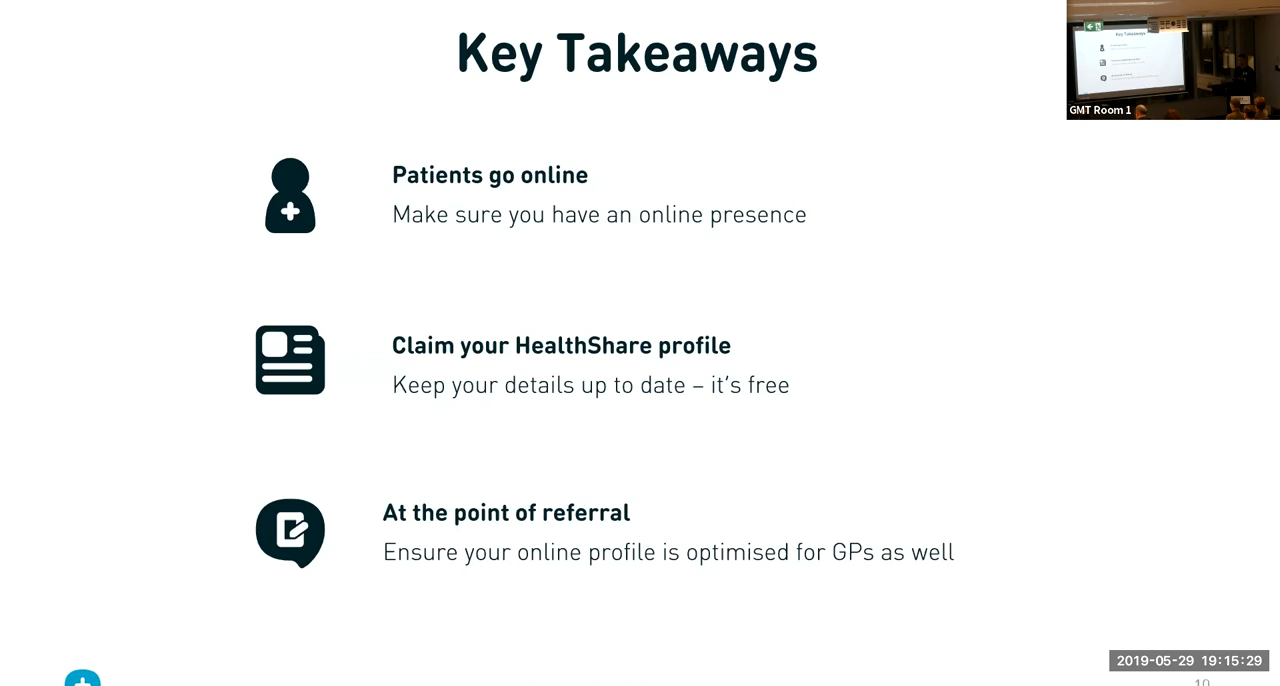 Key Takeaways
GMT Room 1
Patients go online
Make sure you have an online presence
Claim your HealthShare profile
Keep your details up to date – it's free
At the point of referral
Ensure your online profile is optimised for GPs as well
2019-05-29 19:15:29
10